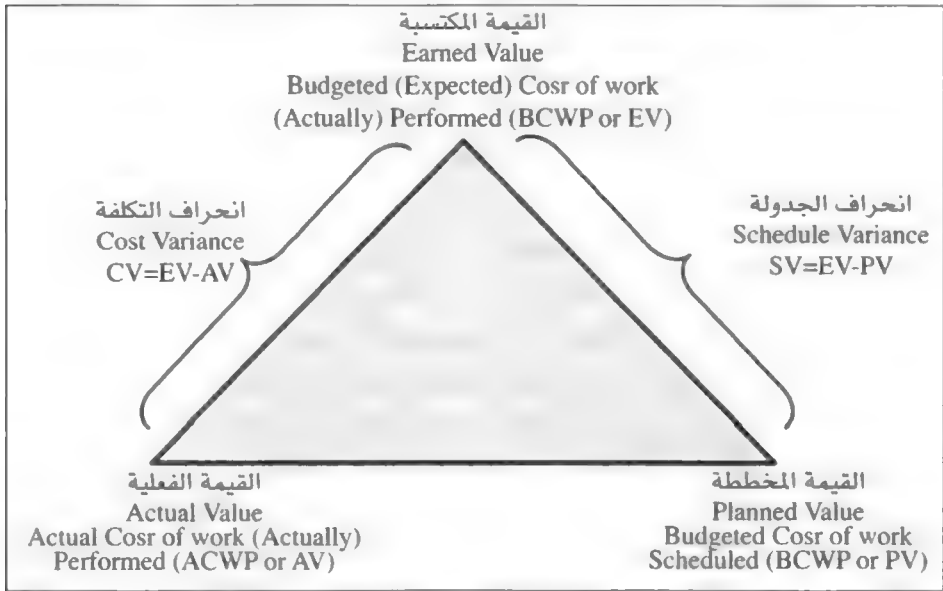 القيمة المكتسبة
Earned Value
Budgeted (Expected) Cosr of work
(Actually) Performed (BCWP or EV)
انحراف التكلفة
Cost Variance
CV=EV-AV
انحراف الجدولة
Schedule Variance
SV=EV-PV
القيمة الفعلية
Actual Value
Actual Cosr of work (Actually)
Performed (ACWP or AV)
القيمة المخططة
Planned Value
Budgeted Cosr of work
Scheduled (BCWP or PV)